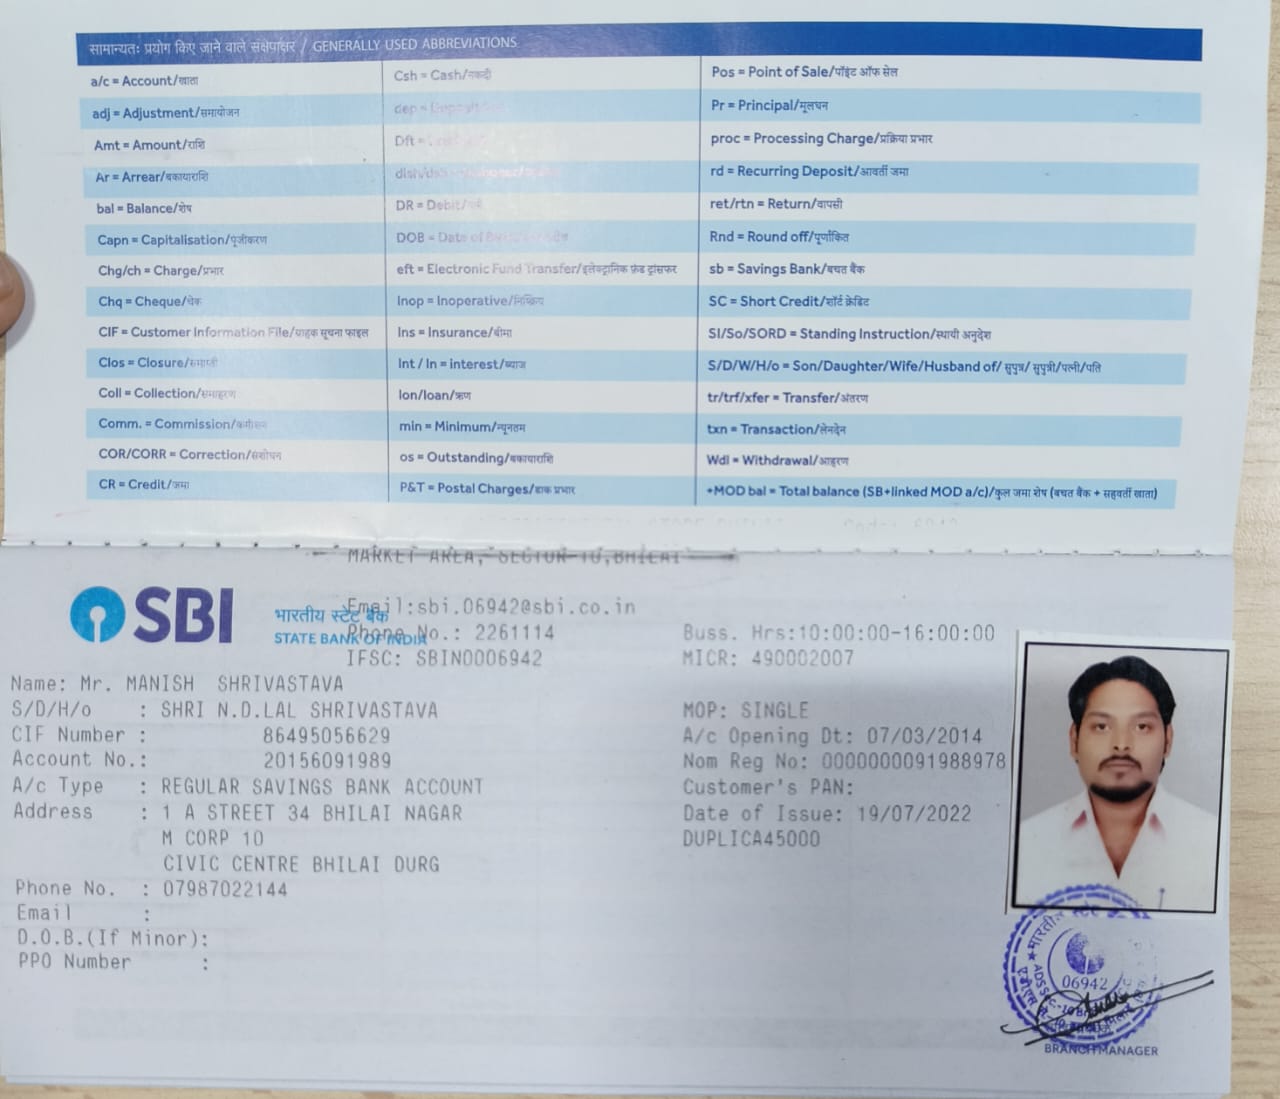 सामान्यतः प्रयोग किए जाने वाले संक्षेपाक्षर / GENERALLY USED ABBREVIATIONS
a/c = Account/खाता
adj = Adjustment/समायोजन
Amt = Amount/राशि
Ar = Arrear/बकायाराशि
bal = Balance/शेष
Capn = Capitalisation/पूंजीकरण
Chg/ch = Charge/प्रभार
Chq = Cheque/चेक
CIF = Customer Information File/ग्राहक सूचना फाइल
Clos = Closure/समाप्ती
Coll = Collection/समाहरण
Comm. = Commission/कमीशन
COR/CORR = Correction/संशोधन
CR = Credit/जमा
Csh = Cash/नकदी
dep = Deposit
Dft =
DR = Debit/
DOB = Date of
eft = Electronic Fund Transfer/इलेक्ट्रानिक फ़ंड ट्रांसफर
Inop = Inoperative/निष्क्रिय
Ins = Insurance/बीमा
Int / In = interest/ब्याज
lon/loan/ऋण
min = Minimum/न्यूनतम
os = Outstanding/बकायाराशि
P&T = Postal Charges/डाक प्रभार
Pos = Point of Sale/पॉइंट ऑफ सेल
Pr = Principal/मूलधन
proc = Processing Charge/प्रक्रिया प्रभार
rd = Recurring Deposit/आवर्ती जमा
ret/rtn = Return/वापसी
Rnd = Round off/पूर्णांकित
sb = Savings Bank/बचत बैंक
SC = Short Credit/शॉर्ट क्रेडिट
SI/So/SORD = Standing Instruction/स्थायी अनुदेश
S/D/W/H/o = Son/Daughter/Wife/Husband of/ सुपुत्र/ सुपुत्री/पत्नी/पति
tr/trf/xfer = Transfer/अंतरण
txn = Transaction/लेनदेन
Wdl = Withdrawal/आहरण
+MOD bal = Total balance (SB+linked MOD a/c)/कुल जमा शेष (बचत बैंक + सहवर्ती खाता)
MARKET AREA, SECTOR-10,BHILAI
SBI
भारतीय स्टेट बैंक
STATE BANK OF INDIA
Email:sbi.06942@sbi.co.in
Phone No.: 2261114
Buss. Hrs:10:00:00-16:00:00
IFSC: SBIN0006942
MICR: 490002007
Name: Mr. MANISH SHRIVASTAVA
S/D/H/o : SHRI N.D.LAL SHRIVASTAVA
MOP: SINGLE
CIF Number : 86495056629
A/c Opening Dt: 07/03/2014
Account No.: 20156091989
Nom Reg No: 0000000091988978
A/c Type : REGULAR SAVINGS BANK ACCOUNT
Customer's PAN:
Address : 1 A STREET 34 BHILAI NAGAR
Date of Issue: 19/07/2022
M CORP 10
DUPLICA45000
CIVIC CENTRE BHILAI DURG
Phone No. : 07987022144
Email :
D.O.B.(If Minor):
PPO Number :
भारतीय स्टेट
06942
BRANCH MANAGER